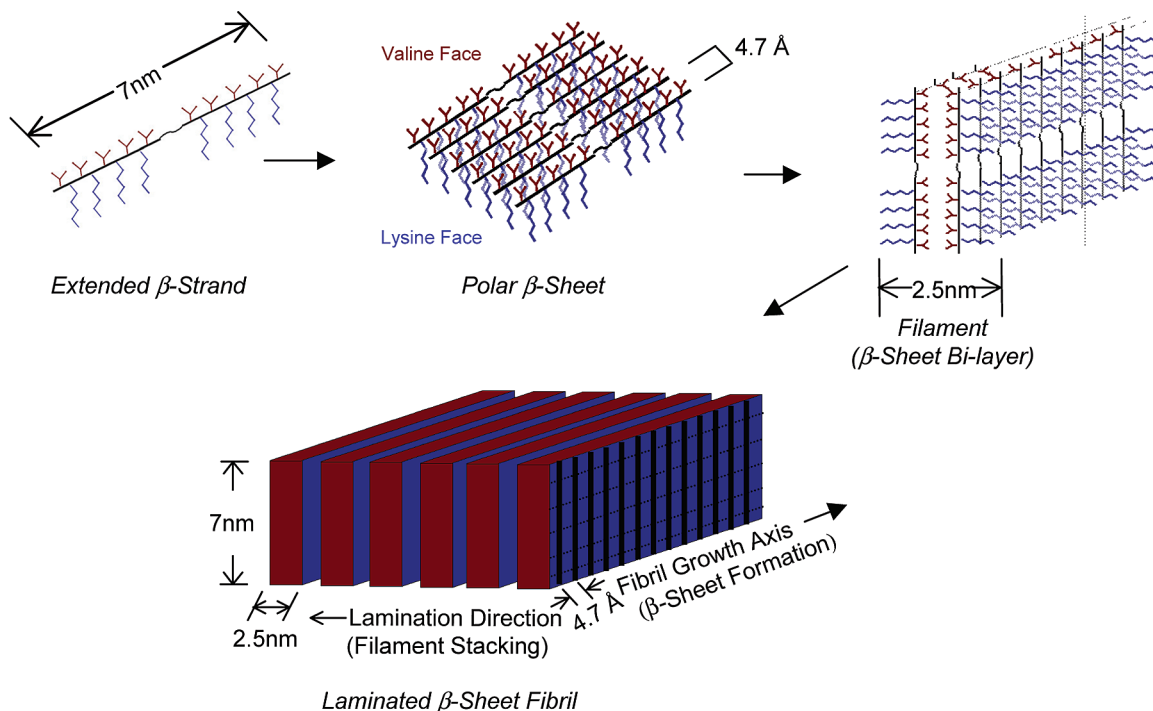 7nm
Valine Face
4.7 Å
Lysine Face
Extended β-Strand
Polar β-Sheet
2.5nm
Filament
(β-Sheet Bi-layer)
7nm
2.5nm
Lamination Direction
(Filament Stacking)
4.7 Å
Fibril Growth Axis
(β-Sheet Formation)
Laminated β-Sheet Fibril